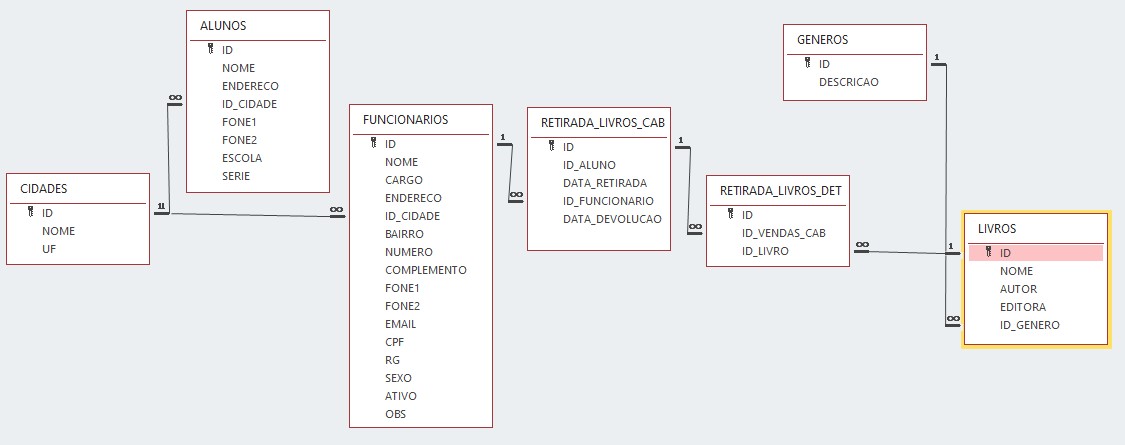 CIDADES
ID
NOME
UF
ALUNOS
ID
NOME
ENDERECO
ID_CIDADE
FONE1
FONE2
ESCOLA
SERIE
FUNCIONARIOS
ID
NOME
CARGO
ENDERECO
ID_CIDADE
BAIRRO
NUMERO
COMPLEMENTO
FONE1
FONE2
EMAIL
CPF
RG
SEXO
ATIVO
OBS
RETIRADA_LIVROS_CAB
ID
ID_ALUNO
DATA_RETIRADA
ID_FUNCIONARIO
DATA_DEVOLUCAO
RETIRADA_LIVROS_DET
ID
ID_VENDAS_CAB
ID_LIVRO
GENEROS
ID
DESCRICAO
LIVROS
ID
NOME
AUTOR
EDITORA
ID_GENERO
11
∞
∞
1
∞
1
∞
∞
1
1
∞